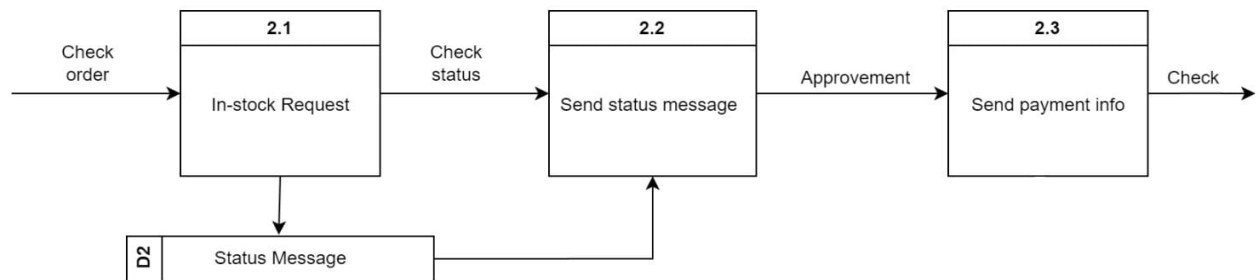 2.1
2.2
2.3
Check
order
In-stock Request
Check
status
Send status message
Approvement
Send payment info
Check
D2
Status Message